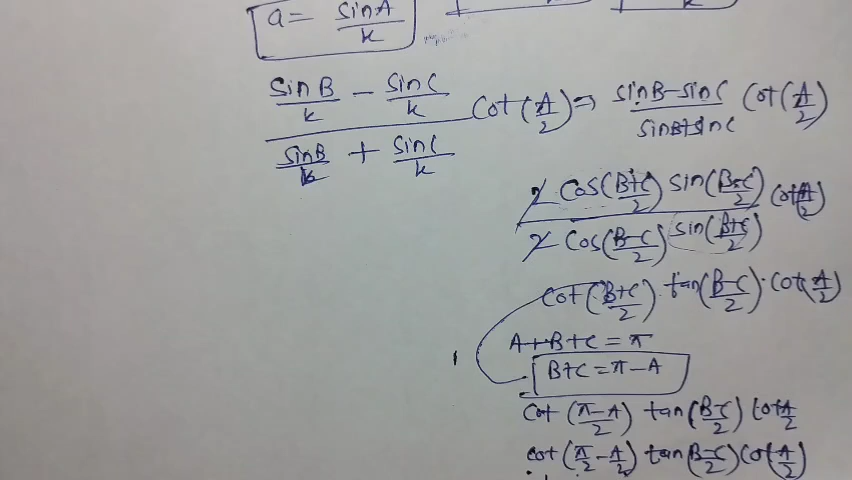 a = sinA/k
k
k
(sinB/k − sinC/k)/(sinB/k + sinC/k) cot(A/2) ⇒ (sinB−sinC)/(sinB+sinC) cot(A/2)
(2 cos((B+C)/2) sin((B−C)/2))/(2 cos((B−C)/2) sin((B+C)/2)) cot(A/2)
cot((B+C)/2) · tan((B−C)/2) · cot(A/2)
A+B+C = π
B+C = π−A
cot((π−A)/2) tan((B−C)/2) cot A/2
cot(π/2 − A/2) tan((B−C)/2) cot(A/2)